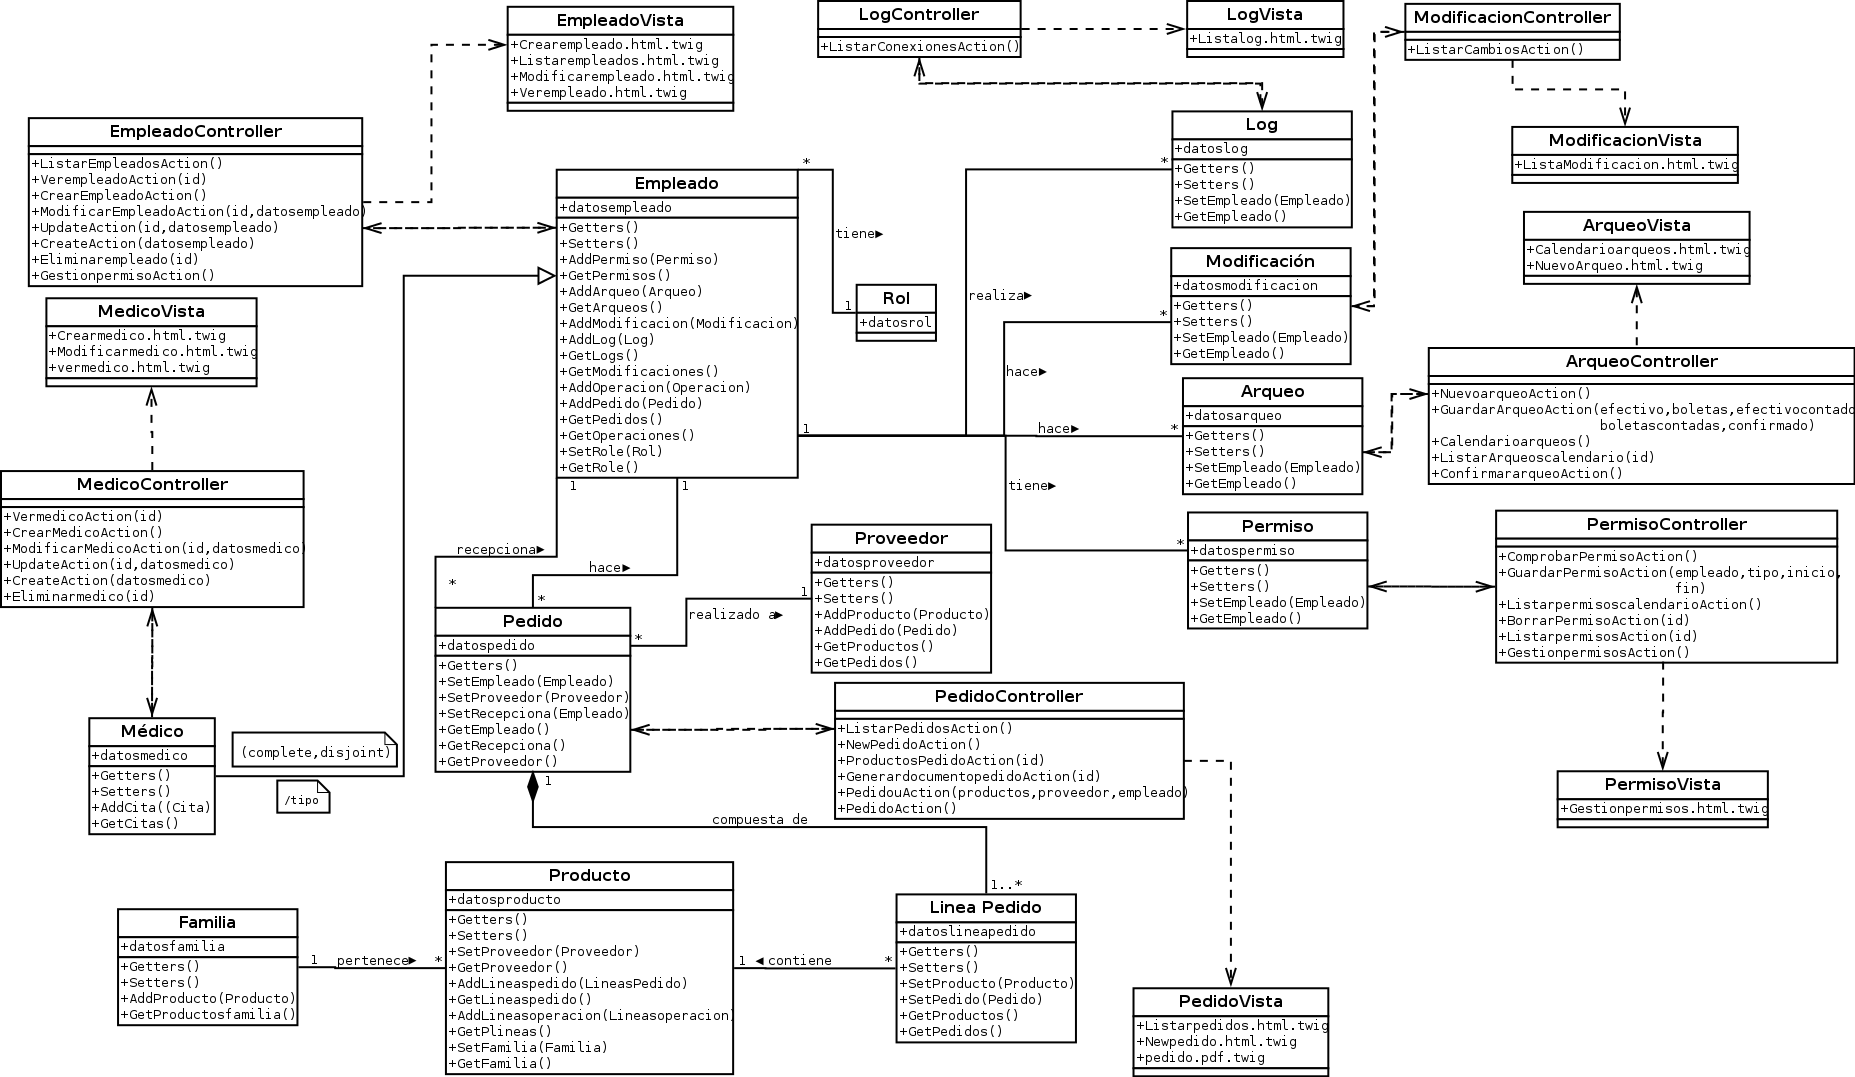 EmpleadoVista
+Crearempleado.html.twig
+Listarempleados.html.twig
+Modificarempleado.html.twig
+Verempleado.html.twig
LogController
+ListarConexionesAction()
LogVista
+Listalog.html.twig
ModificacionController
+ListarCambiosAction()
EmpleadoController
+ListarEmpleadosAction()
+VerempleadoAction(id)
+CrearEmpleadoAction()
+ModificarEmpleadoAction(id,datosempleado)
+UpdateAction(id,datosempleado)
+CreateAction(datosempleado)
+Eliminarempleado(id)
+GestionpermisoAction()
Log
+datoslog
+Getters()
+Setters()
+SetEmpleado(Empleado)
+GetEmpleado()
ModificacionVista
+ListaModificacion.html.twig
Empleado
+datosempleado
+Getters()
+Setters()
+AddPermiso(Permiso)
+GetPermisos()
+AddArqueo(Arqueo)
+GetArqueos()
+AddModificacion(Modificacion)
+AddLog(Log)
+GetLogs()
+GetModificaciones()
+AddOperacion(Operacion)
+AddPedido(Pedido)
+GetPedidos()
+GetOperaciones()
+SetRole(Rol)
+GetRole()
*
tiene►
1
Rol
+datosrol
*
realiza►
Modificación
+datosmodificacion
+Getters()
+Setters()
+SetEmpleado(Empleado)
+GetEmpleado()
*
hace►
ArqueoVista
+Calendarioarqueos.html.twig
+NuevoArqueo.html.twig
MedicoVista
+Crearmedico.html.twig
+Modificarmedico.html.twig
+vermedico.html.twig
ArqueoController
+NuevoarqueoAction()
+GuardarArqueoAction(efectivo,boletas,efectivocontado
boletascontadas,confirmado)
+Calendarioarqueos()
+ListarArqueoscalendario(id)
+ConfirmararqueoAction()
Arqueo
+datosarqueo
+Getters()
+Setters()
+SetEmpleado(Empleado)
+GetEmpleado()
1
hace►
*
tiene►
*
MedicoController
+VermedicoAction(id)
+CrearMedicoAction()
+ModificarMedicoAction(id,datosmedico)
+UpdateAction(id,datosmedico)
+CreateAction(datosmedico)
+Eliminarmedico(id)
1
1
recepciona►
hace►
*
*
Proveedor
+datosproveedor
+Getters()
+Setters()
+AddProducto(Producto)
+AddPedido(Pedido)
+GetProductos()
+GetPedidos()
1
realizado a►
*
Permiso
+datospermiso
+Getters()
+Setters()
+SetEmpleado(Empleado)
+GetEmpleado()
PermisoController
+ComprobarPermisoAction()
+GuardarPermisoAction(empleado,tipo,inicio,
fin)
+ListarpermisoscalendarioAction()
+BorrarPermisoAction(id)
+ListarpermisosAction(id)
+GestionpermisosAction()
Pedido
+datospedido
+Getters()
+SetEmpleado(Empleado)
+SetProveedor(Proveedor)
+SetRecepciona(Empleado)
+GetEmpleado()
+GetRecepciona()
+GetProveedor()
PedidoController
+ListarPedidosAction()
+NewPedidoAction()
+ProductosPedidoAction(id)
+GenerardocumentopedidoAction(id)
+PedidouAction(productos,proveedor,empleado)
+PedidoAction()
Médico
+datosmedico
+Getters()
+Setters()
+AddCita((Cita)
+GetCitas()
(complete,disjoint)
/tipo
1
compuesta de
1..*
PermisoVista
+Gestionpermisos.html.twig
Producto
+datosproducto
+Getters()
+Setters()
+SetProveedor(Proveedor)
+GetProveedor()
+AddLineaspedido(LineasPedido)
+GetLineaspedido()
+AddLineasoperacion(Lineasoperacion)
+GetPlineas()
+SetFamilia(Familia)
+GetFamilia()
Linea Pedido
+datoslineapedido
+Getters()
+Setters()
+SetProducto(Producto)
+SetPedido(Pedido)
+GetProductos()
+GetPedidos()
Familia
+datosfamilia
+Getters()
+Setters()
+AddProducto(Producto)
+GetProductosfamilia()
1 pertenece► *
1 ◄ contiene *
PedidoVista
+Listarpedidos.html.twig
+Newpedido.html.twig
+pedido.pdf.twig